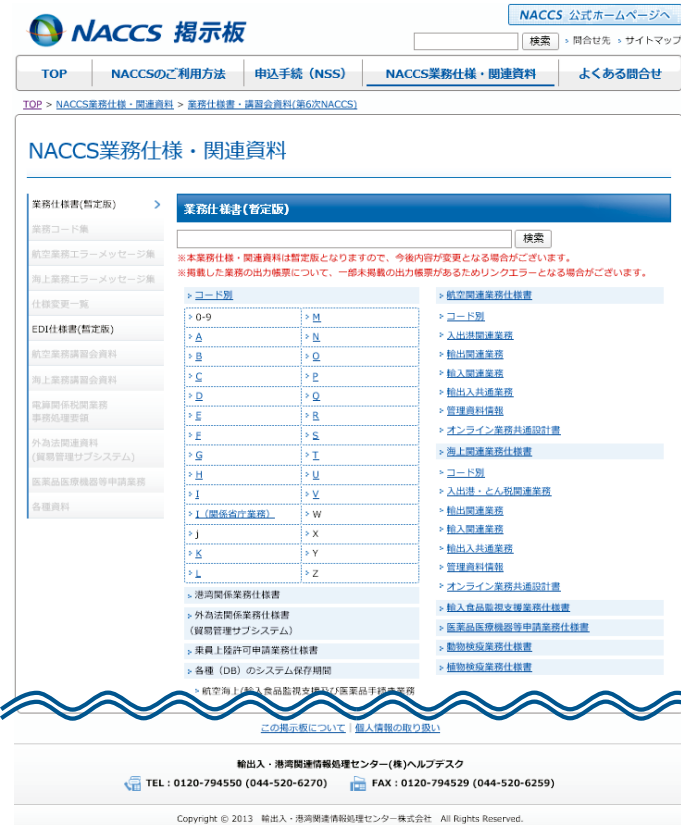 NACCS 掲示板
NACCS 公式ホームページへ
検索
問合せ先
サイトマップ
TOP
NACCSのご利用方法
申込手続（NSS）
NACCS業務仕様・関連資料
よくある問合せ
TOP > NACCS業務仕様・関連資料 > 業務仕様書・講習会資料(第6次NACCS)
NACCS業務仕様・関連資料
業務仕様書(暫定版)
業務コード集
航空業務エラーメッセージ集
海上業務エラーメッセージ集
仕様変更一覧
EDI仕様書(暫定版)
航空業務講習会資料
海上業務講習会資料
電算関係税関業務
事務処理要領
外為法関連資料
(貿易管理サブシステム)
医薬品医療機器等申請業務
各種資料
業務仕様書(暫定版)
検索
※本業務仕様・関連資料は暫定版となりますので、今後内容が変更となる場合がございます。
※掲載した業務の出力帳票について、一部未掲載の出力帳票があるためリンクエラーとなる場合がございます。
コード別
0-9
M
A
N
B
O
C
P
D
Q
E
R
F
S
G
T
H
U
I
V
I（関係省庁業務）
W
j
X
K
Y
L
Z
港湾関係業務仕様書
外為法関係業務仕様書
（貿易管理サブシステム）
乗員上陸許可申請業務仕様書
各種（DB）のシステム保存期間
航空海上(輸入食品監視支援及び医薬品手続き業務
航空関連業務仕様書
コード別
入出港関連業務
輸出関連業務
輸入関連業務
輸出入共通業務
管理資料情報
オンライン業務共通設計書
海上関連業務仕様書
コード別
入出港・とん税関連業務
輸出関連業務
輸入関連業務
輸出入共通業務
管理資料情報
オンライン業務共通設計書
輸入食品監視支援業務仕様書
医薬品医療機器等申請業務仕様書
動物検疫業務仕様書
植物検疫業務仕様書
この掲示板について | 個人情報の取り扱い
輸出入・港湾関連情報処理センター(株)ヘルプデスク
TEL：0120-794550 (044-520-6270) FAX：0120-794529 (044-520-6259)
Copyright © 2013 輸出入・港湾関連情報処理センター株式会社 All Rights Reserved.